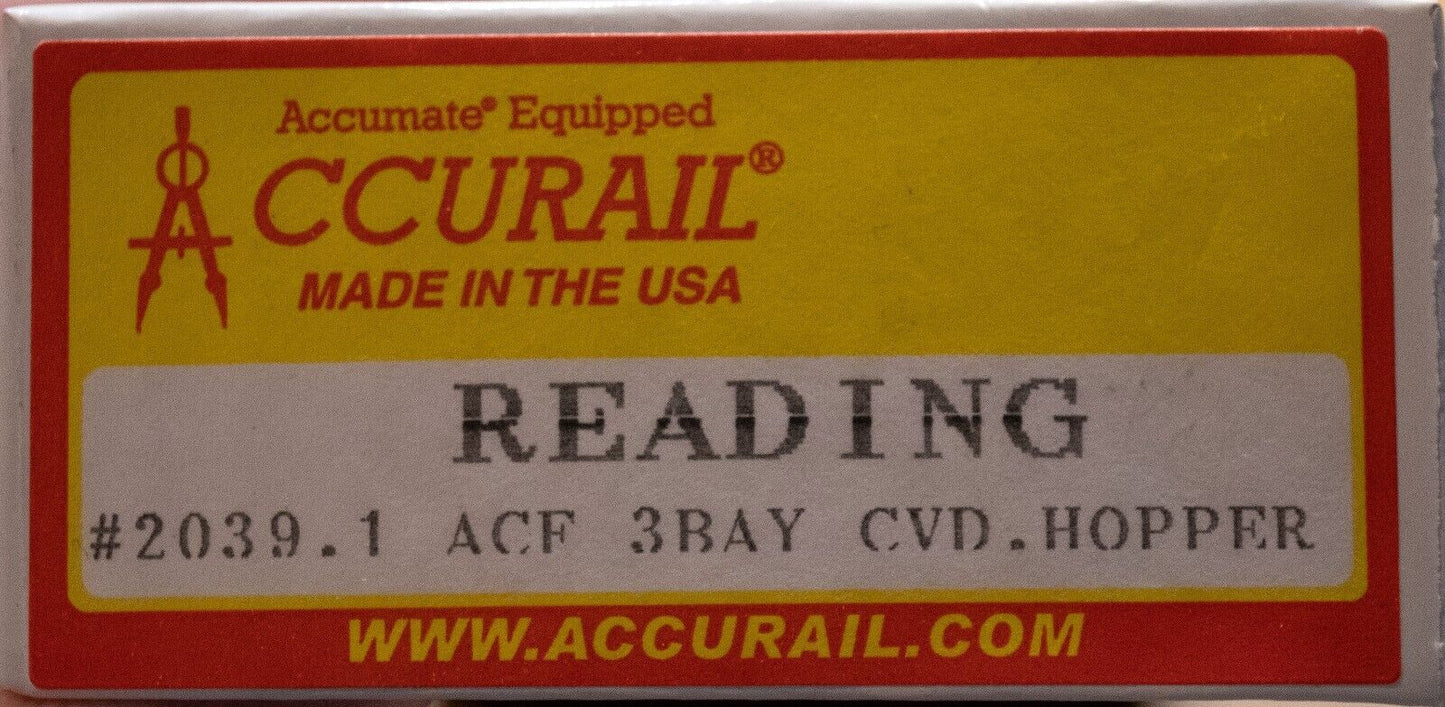 Accumate® Equipped
ACCURAIL®
MADE IN THE USA
READING
#2039.1 ACF 3BAY CVD.HOPPER
WWW.ACCURAIL.COM